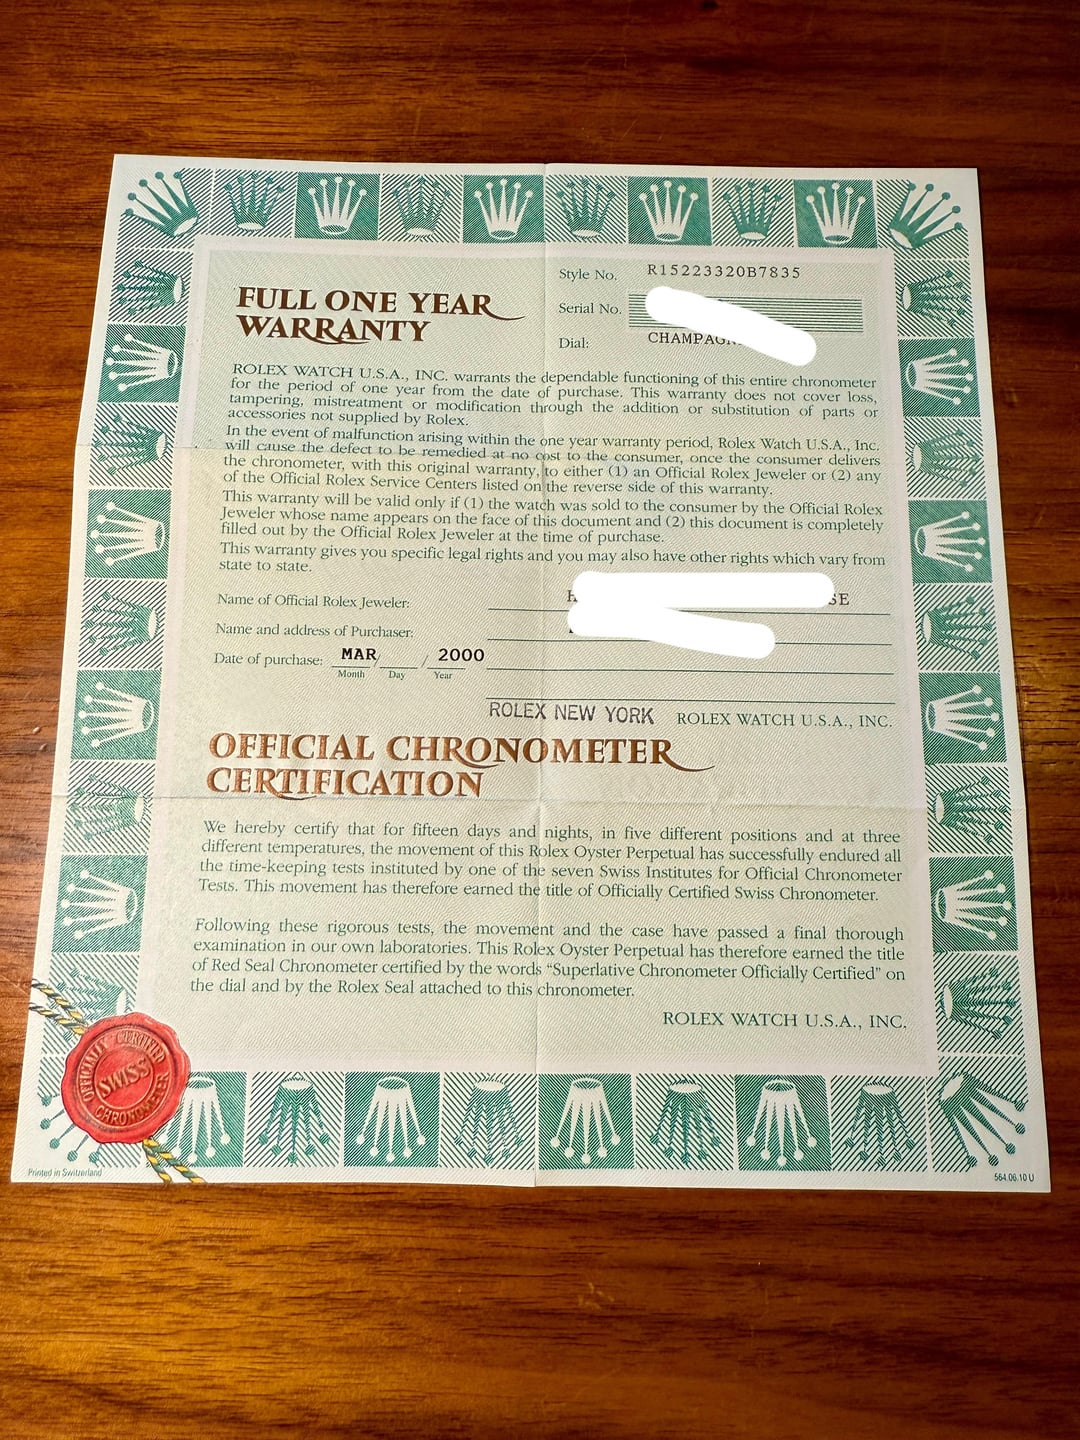 Style No. R15223320B7835
FULL ONE YEAR
WARRANTY
Serial No.
Dial:
ROLEX WATCH U.S.A., INC. warrants the dependable functioning of this entire chronometer
for the period of one year from the date of purchase. This warranty does not cover loss,
tampering, mistreatment or modification through the addition or substitution of parts or
accessories not supplied by Rolex.
In the event of malfunction arising within the one year warranty period, Rolex Watch U.S.A., Inc.
will cause the defect to be remedied at no cost to the consumer, once the consumer delivers
the chronometer, with this original warranty, to either (1) an Official Rolex Jeweler or (2) any
of the Official Rolex Service Centers listed on the reverse side of this warranty.
This warranty will be valid only if (1) the watch was sold to the consumer by the Official Rolex
Jeweler whose name appears on the face of this document and (2) this document is completely
filled out by the Official Rolex Jeweler at the time of purchase.
This warranty gives you specific legal rights and you may also have other rights which vary from
state to state.
Name of Official Rolex Jeweler:
Name and address of Purchaser:
Date of purchase: MAR / / 2000
Month Day Year
ROLEX NEW YORK ROLEX WATCH U.S.A., INC.
OFFICIAL CHRONOMETER
CERTIFICATION
We hereby certify that for fifteen days and nights, in five different positions and at three
different temperatures, the movement of this Rolex Oyster Perpetual has successfully endured all
the time-keeping tests instituted by one of the seven Swiss Institutes for Official Chronometer
Tests. This movement has therefore earned the title of Officially Certified Swiss Chronometer.
Following these rigorous tests, the movement and the case have passed a final thorough
examination in our own laboratories. This Rolex Oyster Perpetual has therefore earned the title
of Red Seal Chronometer certified by the words “Superlative Chronometer Officially Certified” on
the dial and by the Rolex Seal attached to this chronometer.
ROLEX WATCH U.S.A., INC.
OFFICIALLY CERTIFIED
SWISS
CHRONOMETER
Printed in Switzerland
564.06.10 U